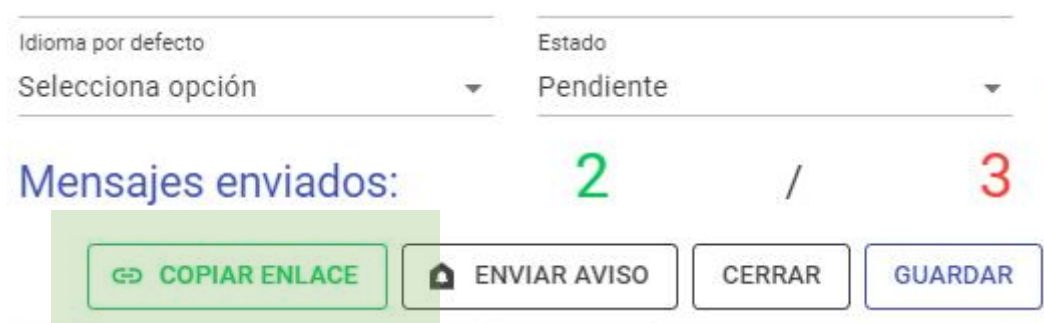 Idioma por defecto Estado
Selecciona opción Pendiente
Mensajes enviados: 2 / 3
COPIAR ENLACE ENVIAR AVISO CERRAR GUARDAR